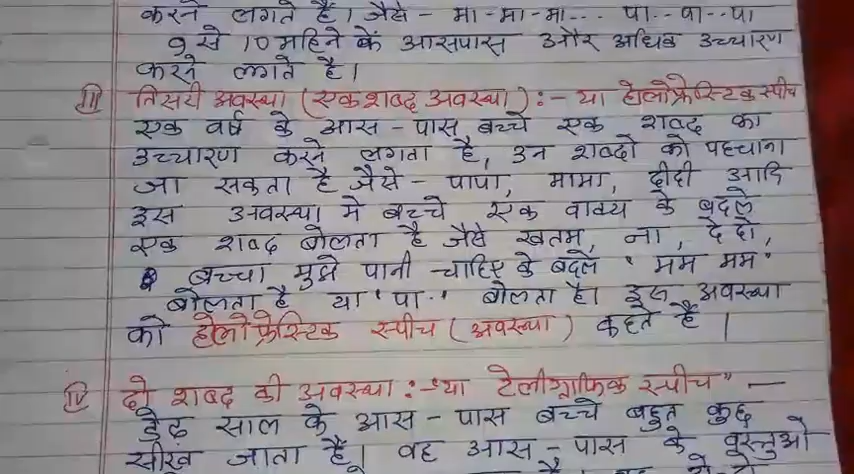 करने लगते हैं। जैसे - मा-मा-मा... पा..पा..पा
9 से 10 महिने के आसपास और अधिक उच्चारण
करने लगते है।
III तिसरी अवस्था (एक शब्द अवस्था) :- या होलोफ्रेस्टिक स्पीच
एक वर्ष के आस-पास बच्चे एक शब्द का
उच्चारण करने लगता है, उन शब्दो को पहचाना
जा सकता है जैसे - पापा, मामा, दीदी आदि
इस अवस्था मे बच्चे एक वाक्य के बदले
एक शब्द बोलता है जैसे खतम, ना, दे दो,
बच्चा मुझे पानी चाहिए के बदले "मम मम"
बोलता है या "पा.." बोलता है। इस अवस्था
को होलोफ्रेस्टिक स्पीच (अवस्था) कहते हैं।
IV दो शब्द की अवस्था :- "या टेलीग्राफिक स्पीच" —
डेढ़ साल के आस-पास बच्चे बहुत कुछ
सीख जाता है। वह आस-पास के वुस्तुओ